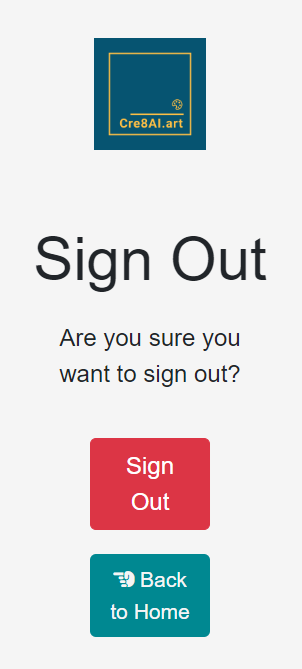 Cre8AI.art
Sign Out
Are you sure you
want to sign out?
Sign
Out
Back
to Home